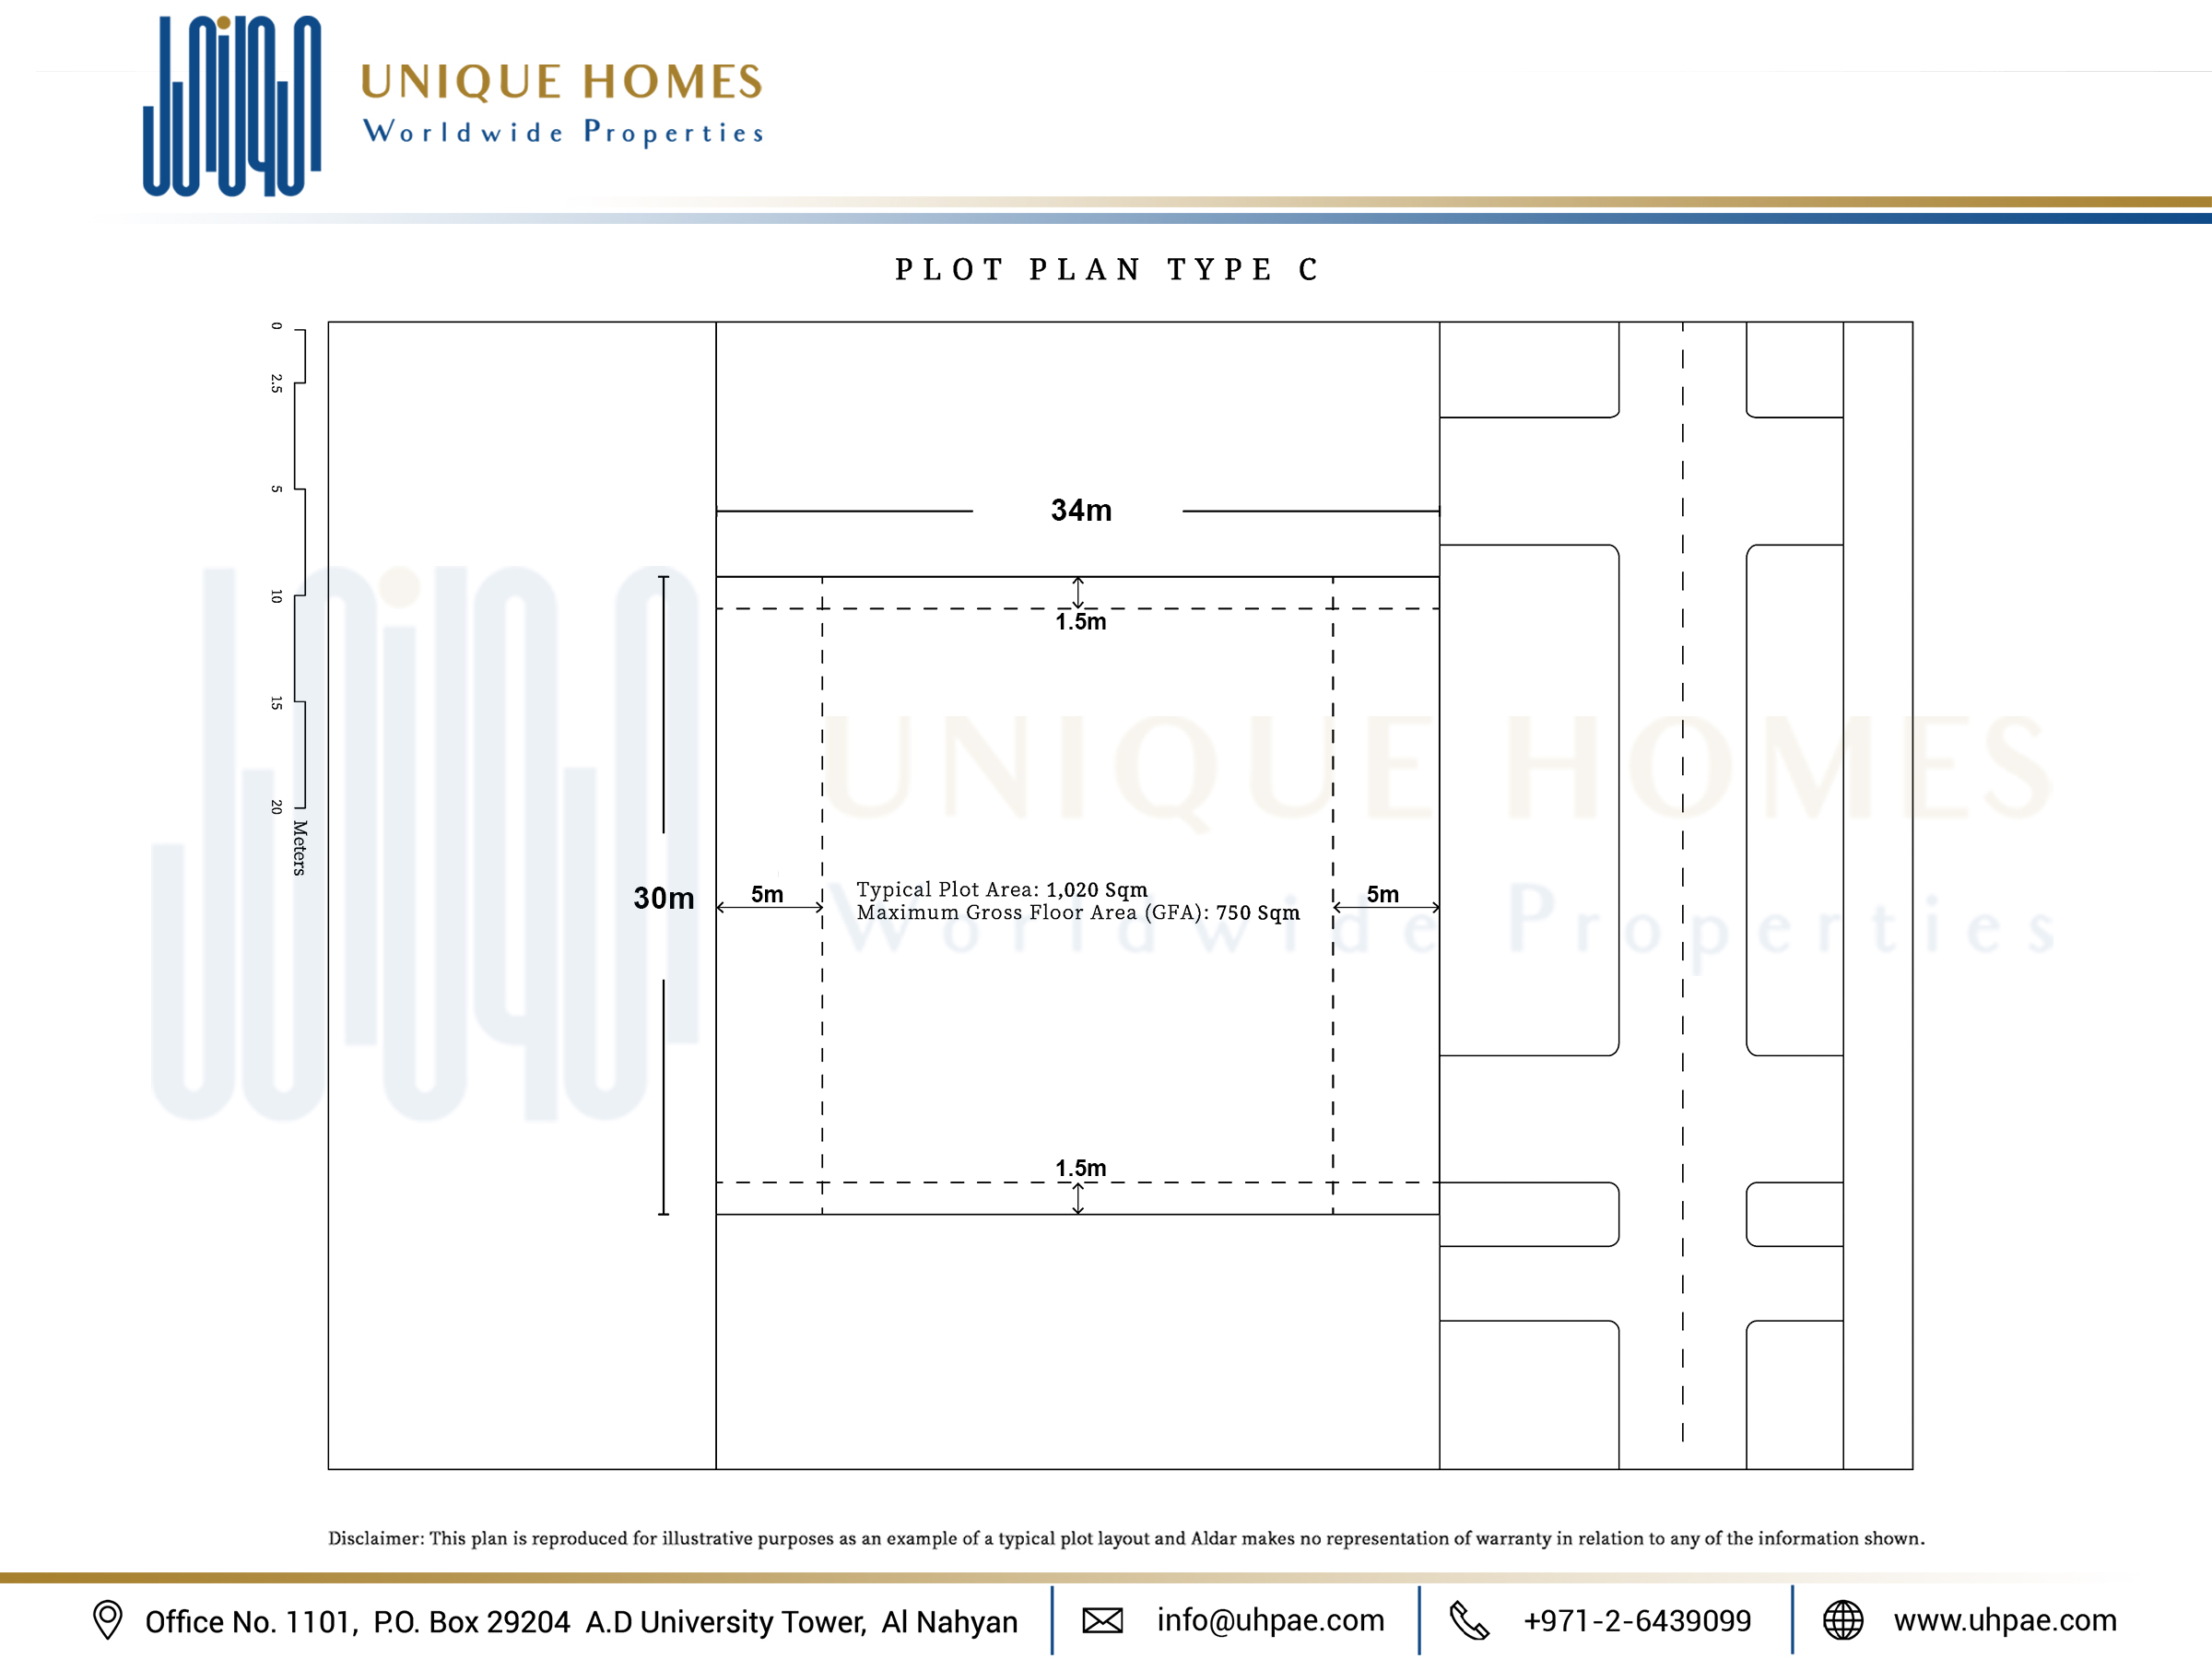 UNIQUE HOMES
Worldwide Properties
PLOT PLAN TYPE C
0
2.5
5
10
15
20
Meters
34m
1.5m
30m
5m
Typical Plot Area: 1,020 Sqm
Maximum Gross Floor Area (GFA): 750 Sqm
5m
1.5m
UNIQUE HOMES
Worldwide Properties
Disclaimer: This plan is reproduced for illustrative purposes as an example of a typical plot layout and Aldar makes no representation of warranty in relation to any of the information shown.
Office No. 1101, P.O. Box 29204 A.D University Tower, Al Nahyan
info@uhpae.com
+971-2-6439099
www.uhpae.com